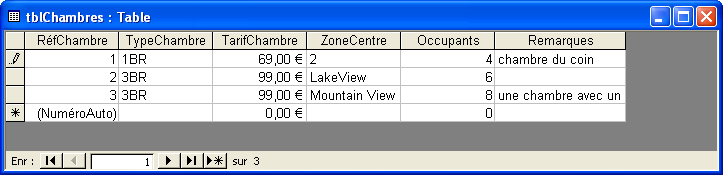 tblChambres : Table
RéfChambre TypeChambre TarifChambre ZoneCentre Occupants Remarques
1 1BR 69,00 € 2 4 chambre du coin
2 3BR 99,00 € LakeView 6
3 3BR 99,00 € Mountain View 8 une chambre avec un
(NuméroAuto) 0,00 € 0
Enr : 1 sur 3